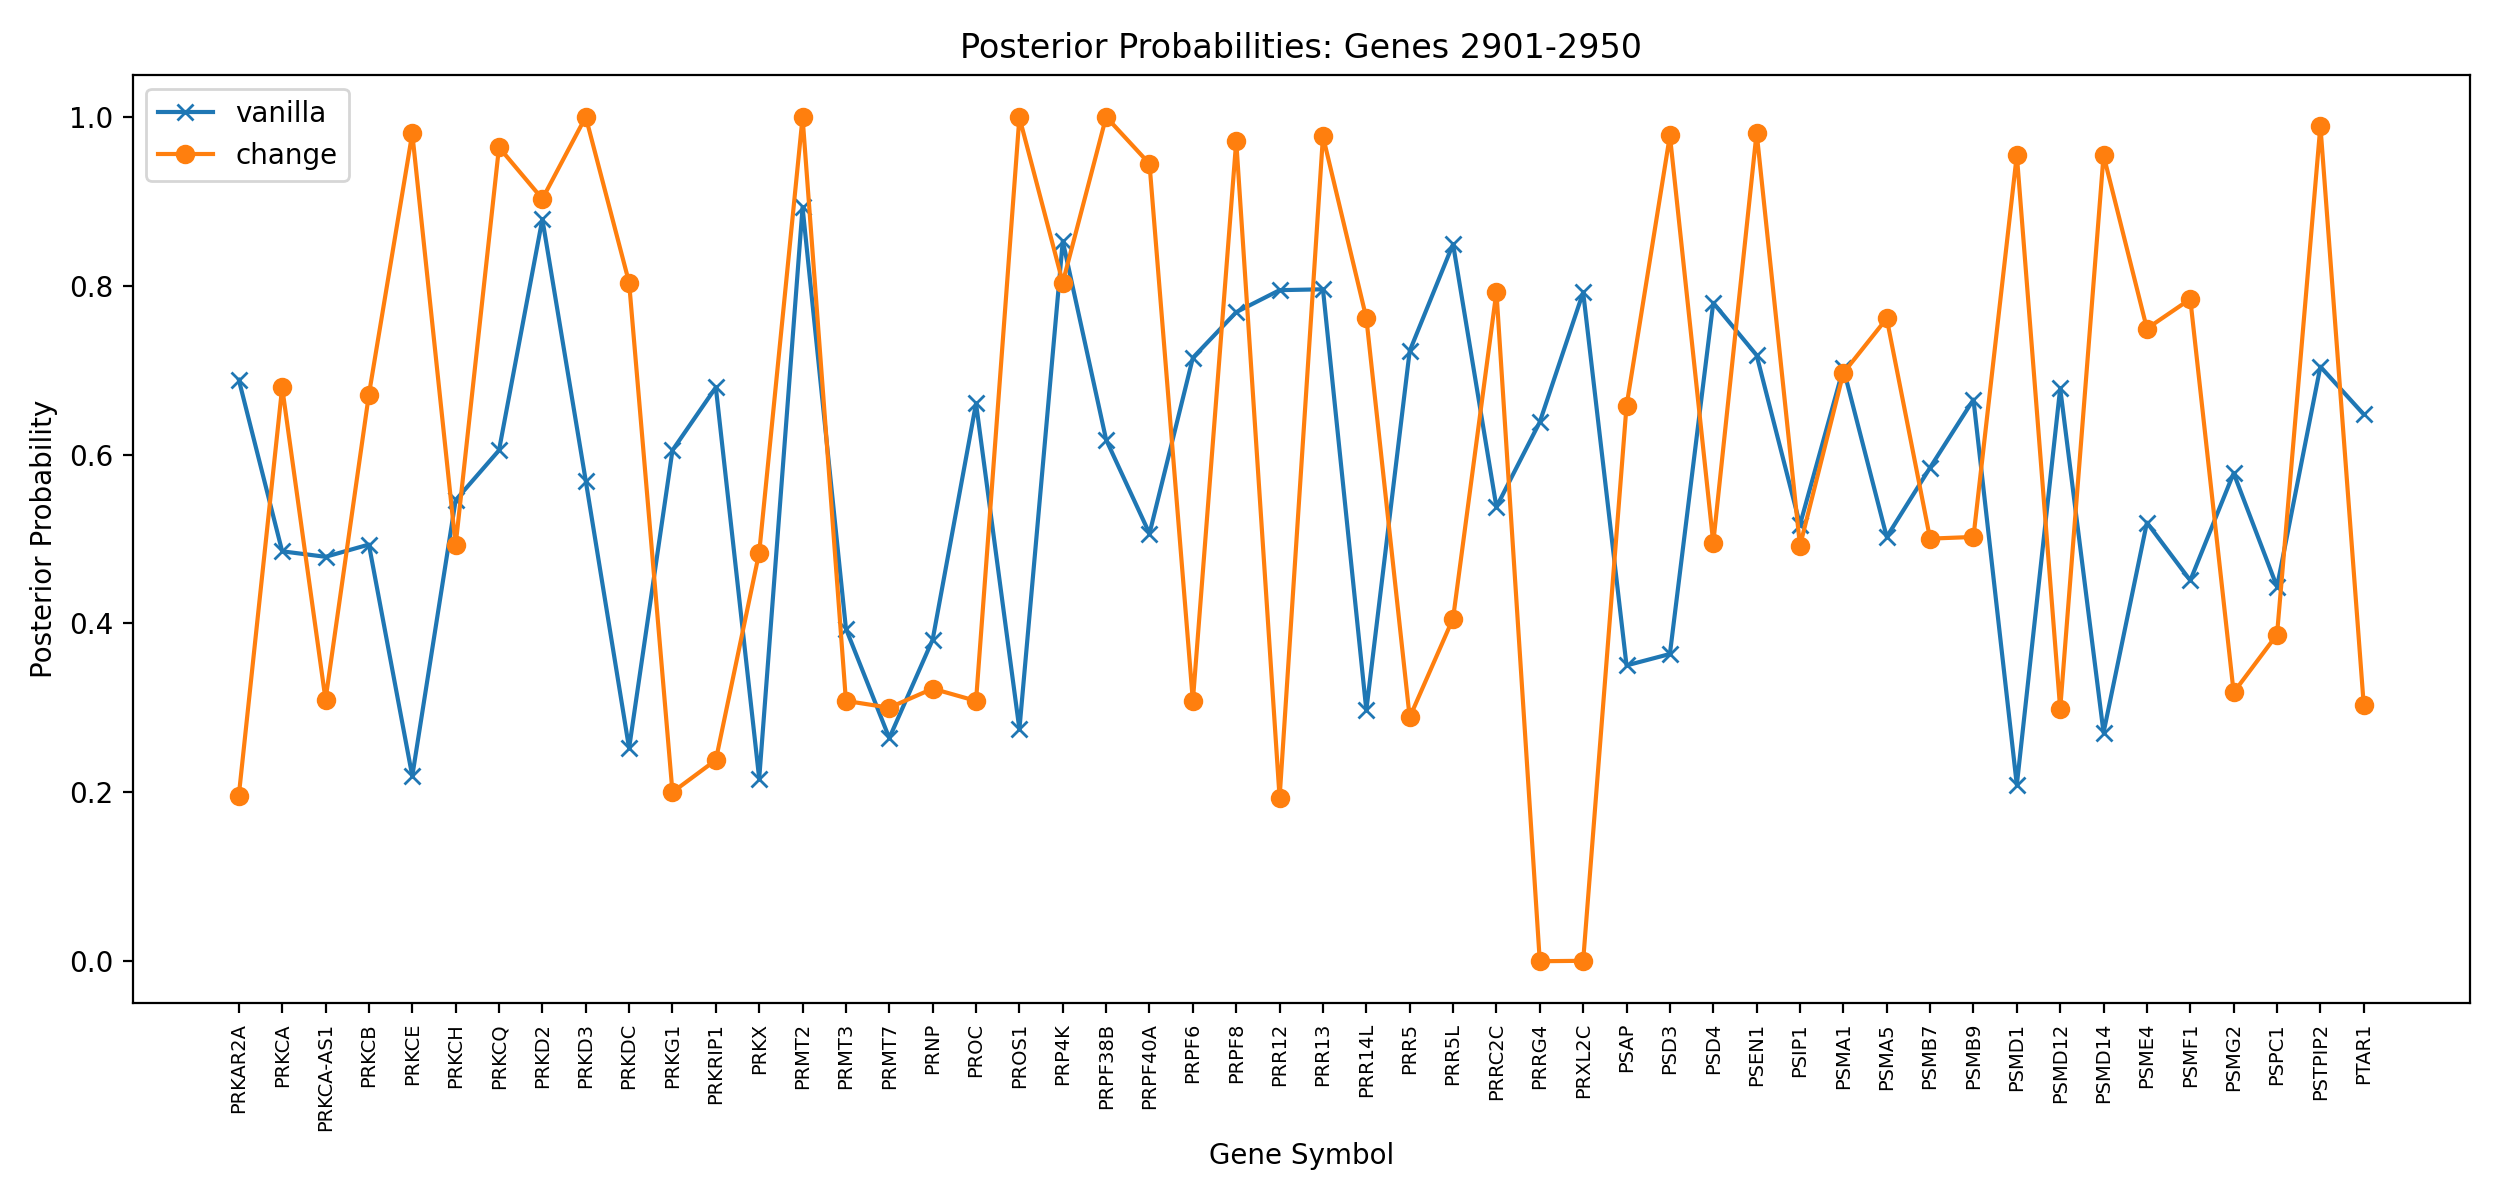 Posterior Probabilities: Genes 2901-2950
vanilla
change
1.0
0.8
0.6
0.4
0.2
0.0
Posterior Probability
PRKAR2A
PRKCA
PRKCA-AS1
PRKCB
PRKCE
PRKCH
PRKCQ
PRKD2
PRKD3
PRKDC
PRKG1
PRKRIP1
PRKX
PRMT2
PRMT3
PRMT7
PRNP
PROC
PROS1
PRP4K
PRPF38B
PRPF40A
PRPF6
PRPF8
PRR12
PRR13
PRR14L
PRR5
PRR5L
PRRC2C
PRRG4
PRXL2C
PSAP
PSD3
PSD4
PSEN1
PSIP1
PSMA1
PSMA5
PSMB7
PSMB9
PSMD1
PSMD12
PSMD14
PSME4
PSMF1
PSMG2
PSPC1
PSTPIP2
PTAR1
Gene Symbol